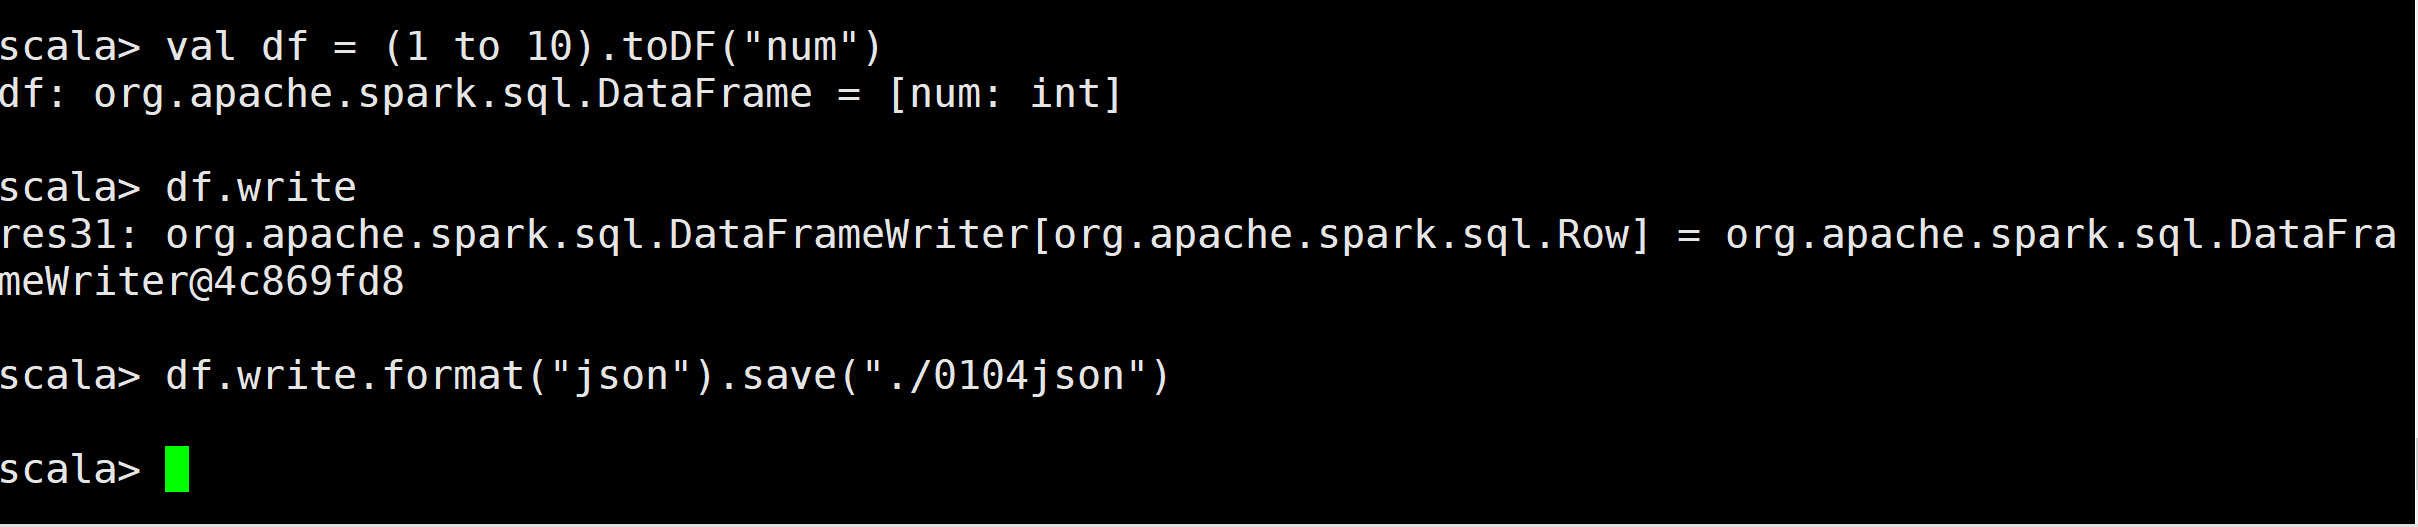 scala> val df = (1 to 10).toDF("num")
df: org.apache.spark.sql.DataFrame = [num: int]
scala> df.write
res31: org.apache.spark.sql.DataFrameWriter[org.apache.spark.sql.Row] = org.apache.spark.sql.DataFra
meWriter@4c869fd8
scala> df.write.format("json").save("./0104json")
scala>